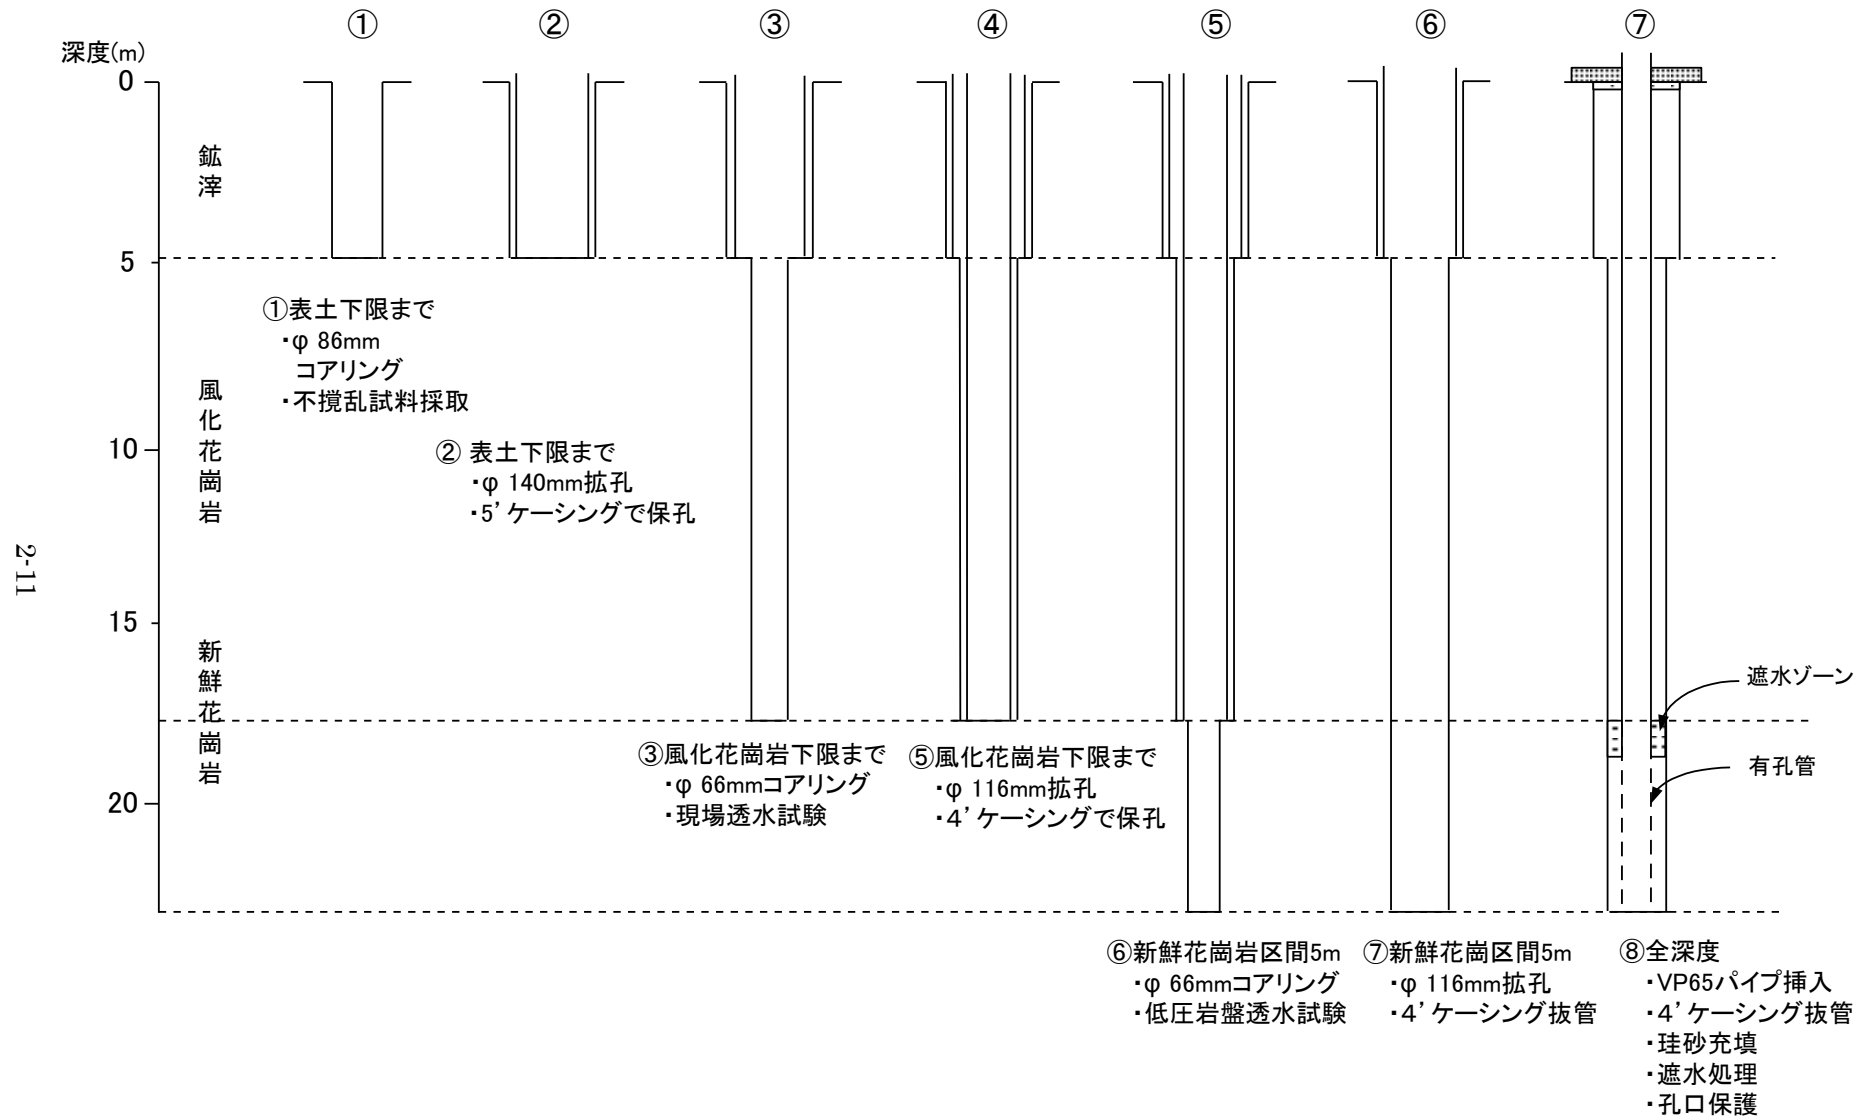 ① ② ③ ④ ⑤ ⑥ ⑦
深度(m)
0
5
10
15
20
鉱滓
風化花崗岩
新鮮花崗岩
2-11
①表土下限まで
・φ 86mm
コアリング
・不撹乱試料採取
② 表土下限まで
・φ 140mm拡孔
・5’ケーシングで保孔
③風化花崗岩下限まで
・φ 66mmコアリング
・現場透水試験
⑤風化花崗岩下限まで
・φ 116mm拡孔
・4’ケーシングで保孔
遮水ゾーン
有孔管
⑥新鮮花崗岩区間5m
・φ 66mmコアリング
・低圧岩盤透水試験
⑦新鮮花崗区間5m
・φ 116mm拡孔
・4’ケーシング抜管
⑧全深度
・VP65パイプ挿入
・4’ケーシング抜管
・珪砂充填
・遮水処理
・孔口保護